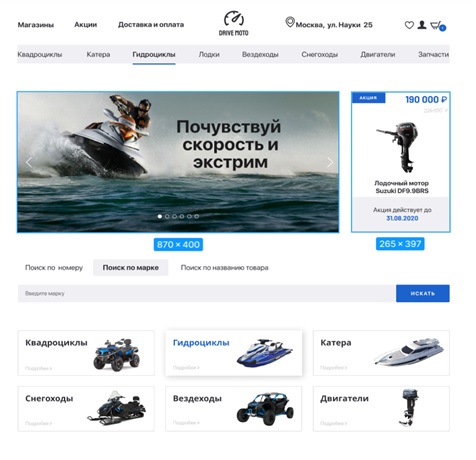 Магазины Акции Доставка и оплата DRIVE MOTO Москва, ул. Науки 25
Квадроциклы Катера Гидроциклы Лодки Вездеходы Снегоходы Двигатели Запчасти
Почувствуй
скорость и
экстрим
АКЦИЯ 190 000 ₽
Лодочный мотор
Suzuki DF9.9BRS
Акция действует до
31.08.2020
870 × 400 265 × 397
Поиск по номеру Поиск по марке Поиск по названию товара
Введите марку ИСКАТЬ
Квадроциклы Гидроциклы Катера
Подробнее > Подробнее > Подробнее >
Снегоходы Вездеходы Двигатели
Подробнее > Подробнее > Подробнее >